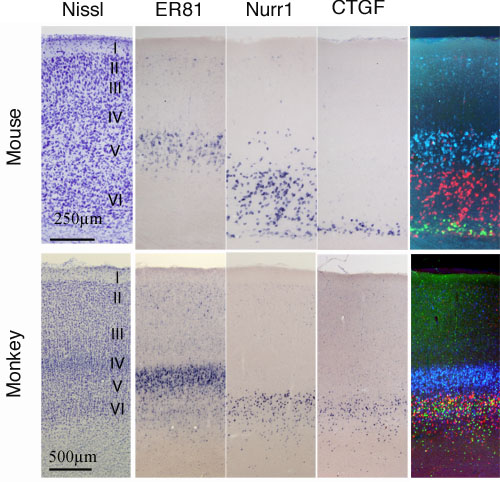 Nissl ER81 Nurr1 CTGF
Mouse
I
II
III
IV
V
VI
250μm
Monkey
I
II
III
IV
V
VI
500μm